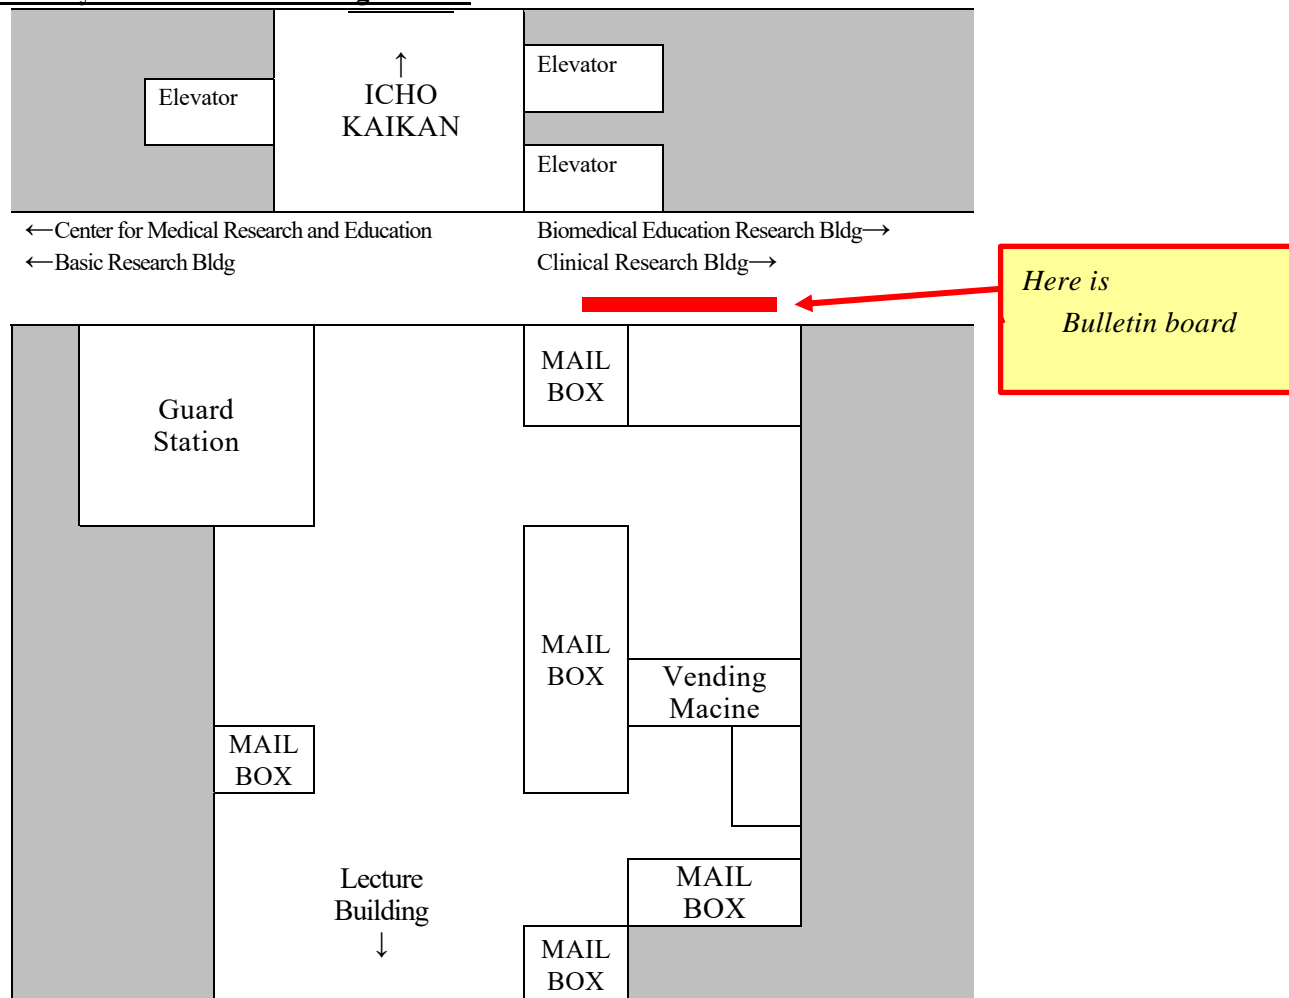 Elevator
↑
ICHO
KAIKAN
Elevator
Elevator
←Center for Medical Research and Education
←Basic Research Bldg
Biomedical Education Research Bldg→
Clinical Research Bldg→
Here is
Bulletin board
Guard
Station
MAIL
BOX
MAIL
BOX
Vending
Macine
MAIL
BOX
MAIL
BOX
Lecture
Building
↓
MAIL
BOX